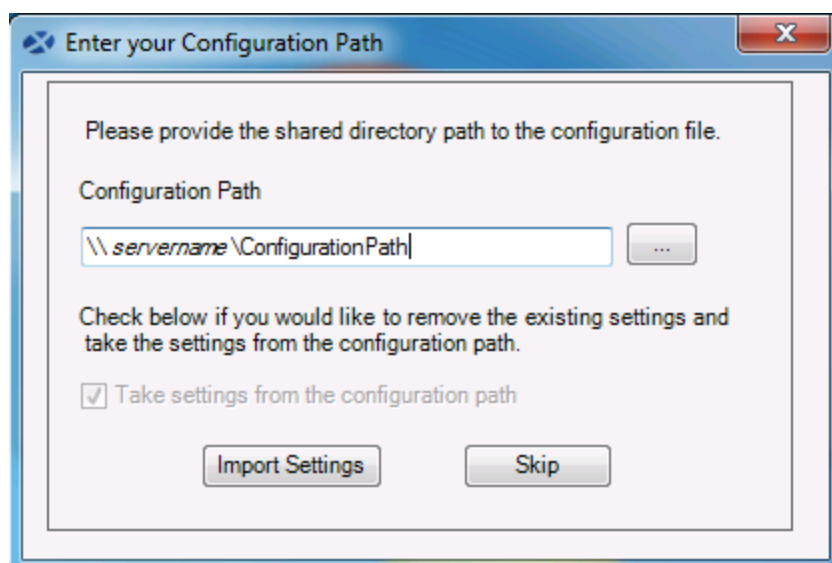 Enter your Configuration Path
Please provide the shared directory path to the configuration file.
Configuration Path
\\ servername \ConfigurationPath
...
Check below if you would like to remove the existing settings and
take the settings from the configuration path.
Take settings from the configuration path
Import Settings
Skip